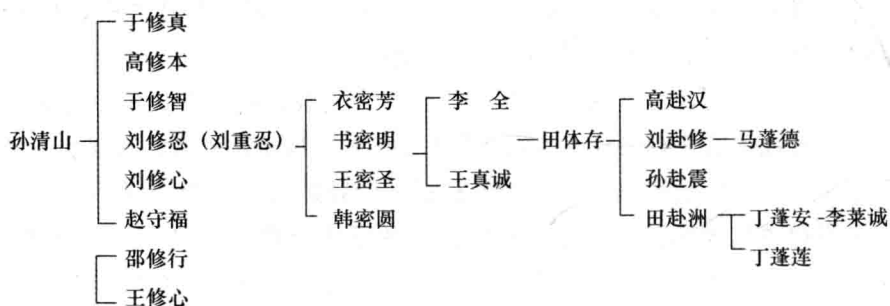 于修真
高修本
于修智 衣密芳 李 全 高赴汉
孙清山 刘修忍（刘重忍） 书密明 田体存 刘赴修 马蓬德
刘修心 王密圣 王真诚 孙赴震
赵守福 韩密圆 田赴洲 丁蓬安-李莱诚
邵修行 丁蓬莲
王修心